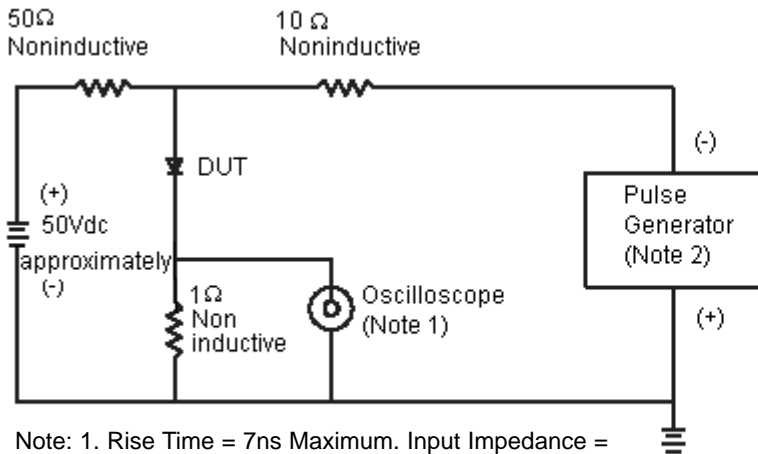 50Ω
Noninductive
10 Ω
Noninductive
DUT
(+)
50Vdc
approximately
(-)
1Ω
Non
inductive
Oscilloscope
(Note 1)
(-)
Pulse
Generator
(Note 2)
(+)
Note: 1. Rise Time = 7ns Maximum. Input Impedance =